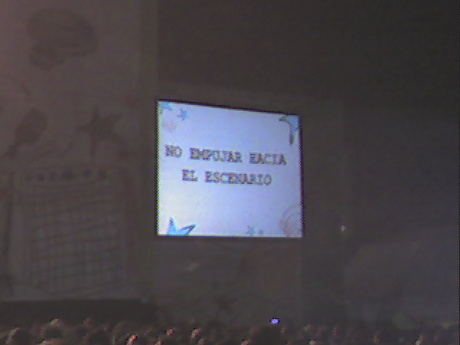 NO EMPUJAR HACIA
EL ESCENARIO